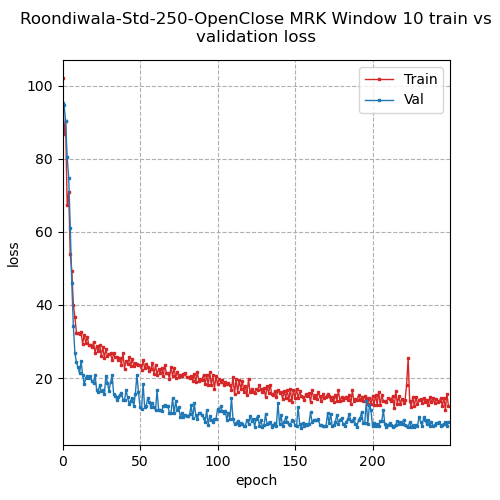 Roondiwala-Std-250-OpenClose MRK Window 10 train vs
validation loss
Train
Val
100
80
60
40
20
loss
0
50
100
150
200
epoch